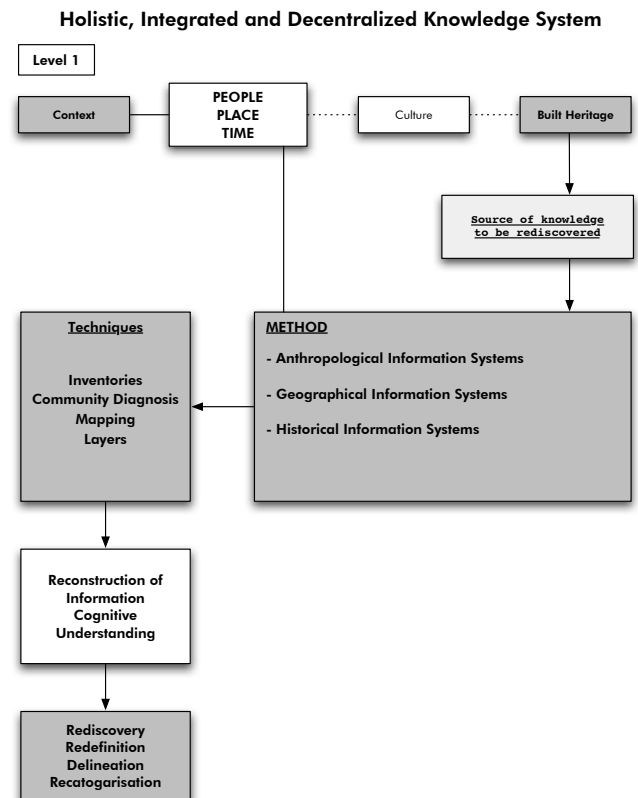 Holistic, Integrated and Decentralized Knowledge System
Level 1
Context
PEOPLE
PLACE
TIME
Culture
Built Heritage
Source of knowledge
to be rediscovered
Techniques
Inventories
Community Diagnosis
Mapping
Layers
METHOD
- Anthropological Information Systems
- Geographical Information Systems
- Historical Information Systems
Reconstruction of
Information
Cognitive
Understanding
Rediscovery
Redefinition
Delineation
Recatogarisation